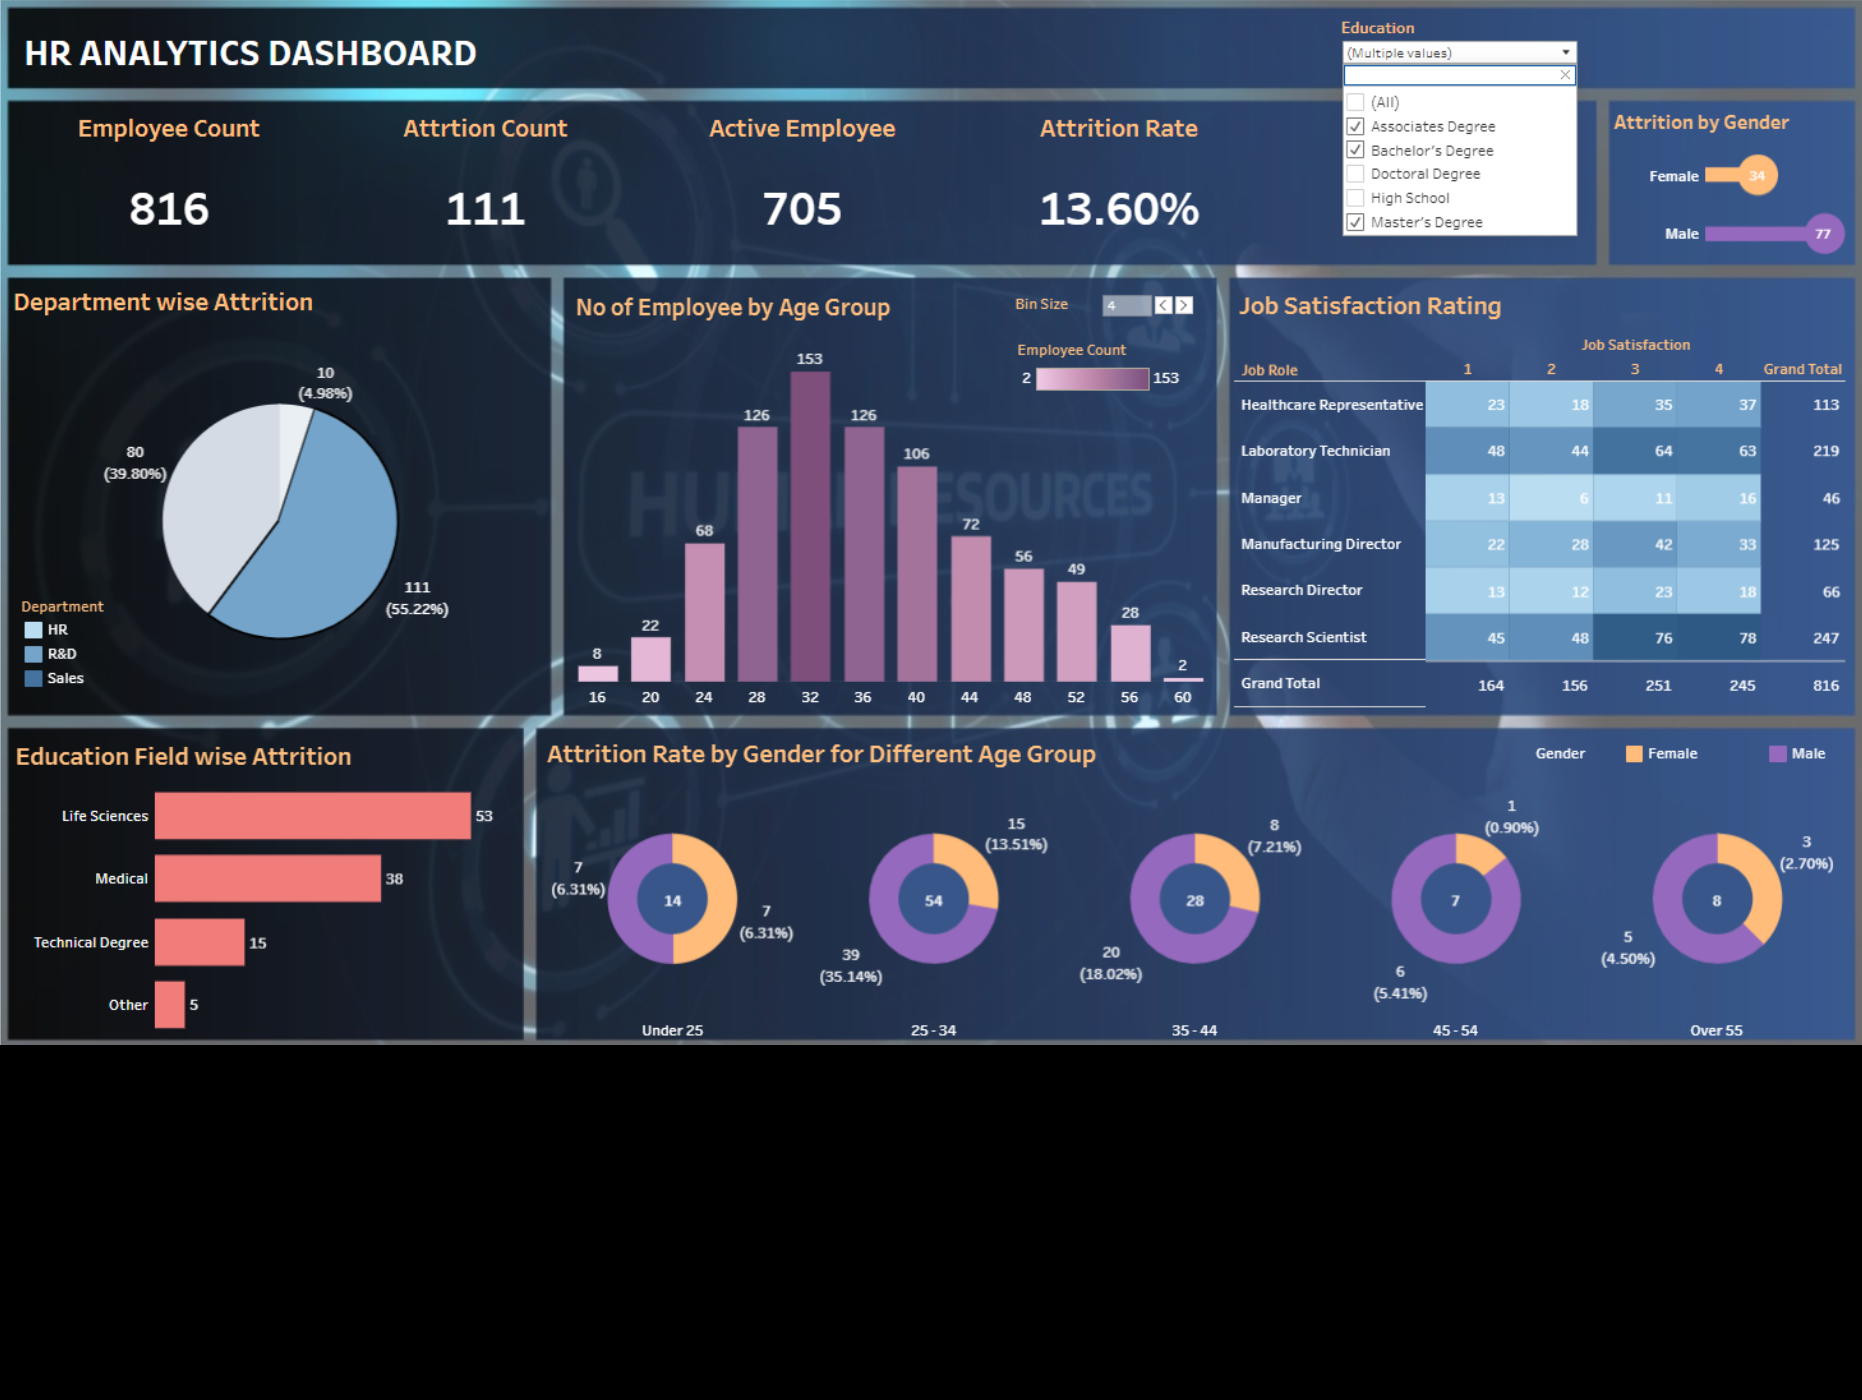 HR ANALYTICS DASHBOARD
Education
(Multiple values)
(All)
Associates Degree
Bachelor's Degree
Doctoral Degree
High School
Master's Degree
Employee Count
816
Attrtion Count
111
Active Employee
705
Attrition Rate
13.60%
Attrition by Gender
Female 34
Male 77
Department wise Attrition
10
(4.98%)
80
(39.80%)
111
(55.22%)
Department
HR
R&D
Sales
No of Employee by Age Group
Bin Size 4
Employee Count
2 153
153
126 126
106
68 72
56
49
22 28
8 2
16 20 24 28 32 36 40 44 48 52 56 60
Job Satisfaction Rating
Job Satisfaction
Job Role 1 2 3 4 Grand Total
Healthcare Representative 23 18 35 37 113
Laboratory Technician 48 44 64 63 219
Manager 13 6 11 16 46
Manufacturing Director 22 28 42 33 125
Research Director 13 12 23 18 66
Research Scientist 45 48 76 78 247
Grand Total 164 156 251 245 816
Education Field wise Attrition
Life Sciences 53
Medical 38
Technical Degree 15
Other 5
Attrition Rate by Gender for Different Age Group
Gender Female Male
7
(6.31%)
14
7
(6.31%)
Under 25
15
(13.51%)
54
39
(35.14%)
25 - 34
8
(7.21%)
28
20
(18.02%)
35 - 44
1
(0.90%)
7
6
(5.41%)
45 - 54
3
(2.70%)
8
5
(4.50%)
Over 55